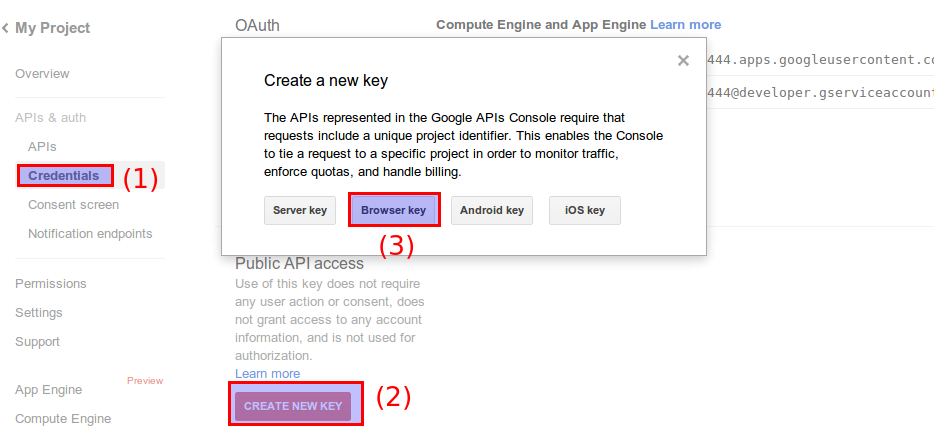 My Project
Overview
APIs & auth
APIs
Credentials
(1)
Consent screen
Notification endpoints
Permissions
Settings
Support
Preview
App Engine
Compute Engine
OAuth
Compute Engine and App Engine Learn more
444.apps.googleusercontent.co
444@developer.gserviceaccount
Create a new key
The APIs represented in the Google APIs Console require that
requests include a unique project identifier. This enables the Console
to tie a request to a specific project in order to monitor traffic,
enforce quotas, and handle billing.
Server key
Browser key
Android key
iOS key
(3)
Public API access
Use of this key does not require
any user action or consent, does
not grant access to any account
information, and is not used for
authorization.
Learn more
CREATE NEW KEY
(2)